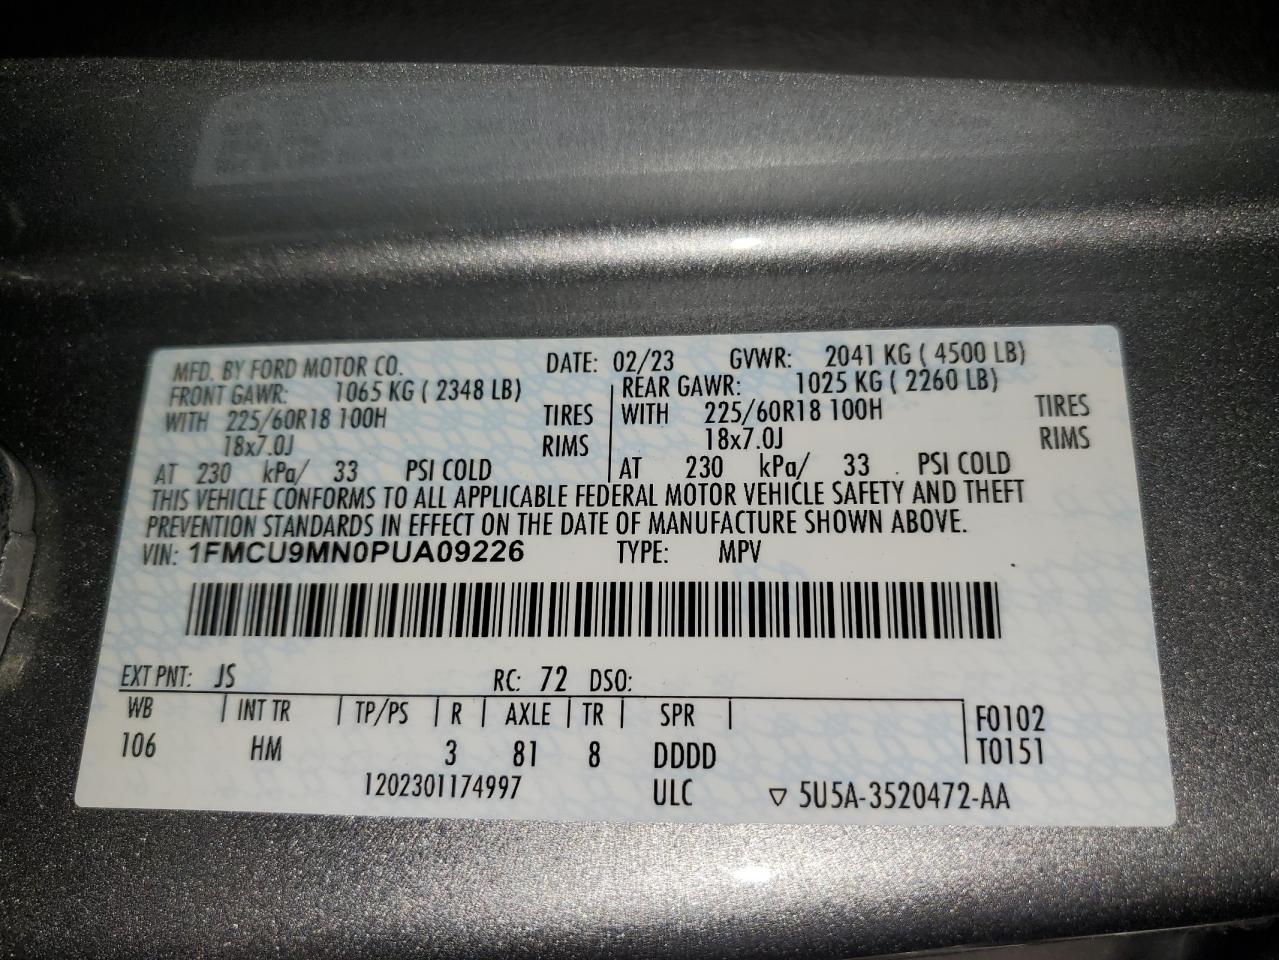 MFD. BY FORD MOTOR CO. DATE: 02/23 GVWR: 2041 KG ( 4500 LB)
FRONT GAWR: 1065 KG ( 2348 LB) REAR GAWR: 1025 KG ( 2260 LB)
WITH 225/60R18 100H TIRES WITH 225/60R18 100H TIRES
18x7.0J RIMS 18x7.0J RIMS
AT 230 kPa/ 33 PSI COLD AT 230 kPa/ 33 PSI COLD
THIS VEHICLE CONFORMS TO ALL APPLICABLE FEDERAL MOTOR VEHICLE SAFETY AND THEFT
PREVENTION STANDARDS IN EFFECT ON THE DATE OF MANUFACTURE SHOWN ABOVE.
VIN: 1FMCU9MN0PUA09226 TYPE: MPV
EXT PNT: JS RC: 72 DSO:
WB INT TR TP/PS R AXLE TR SPR F0102
106 HM 3 81 8 DDDD T0151
1202301174997 ULC ▽ 5U5A-3520472-AA